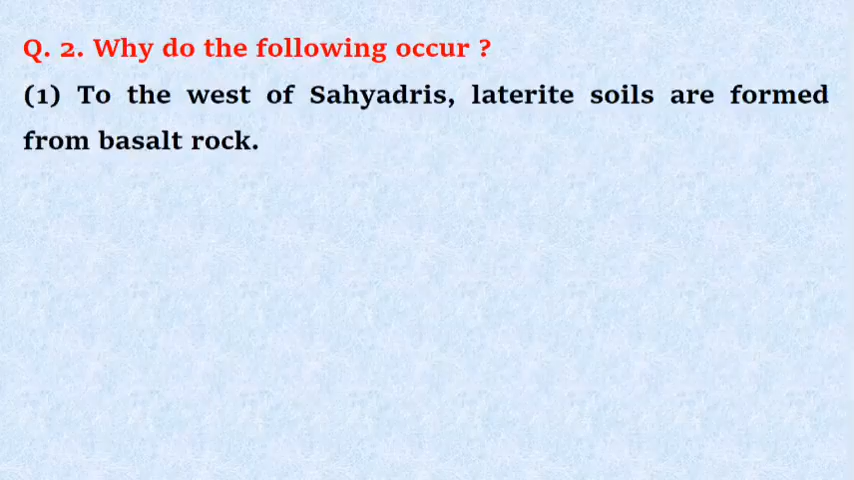 Q. 2. Why do the following occur ?
(1) To the west of Sahyadris, laterite soils are formed
from basalt rock.